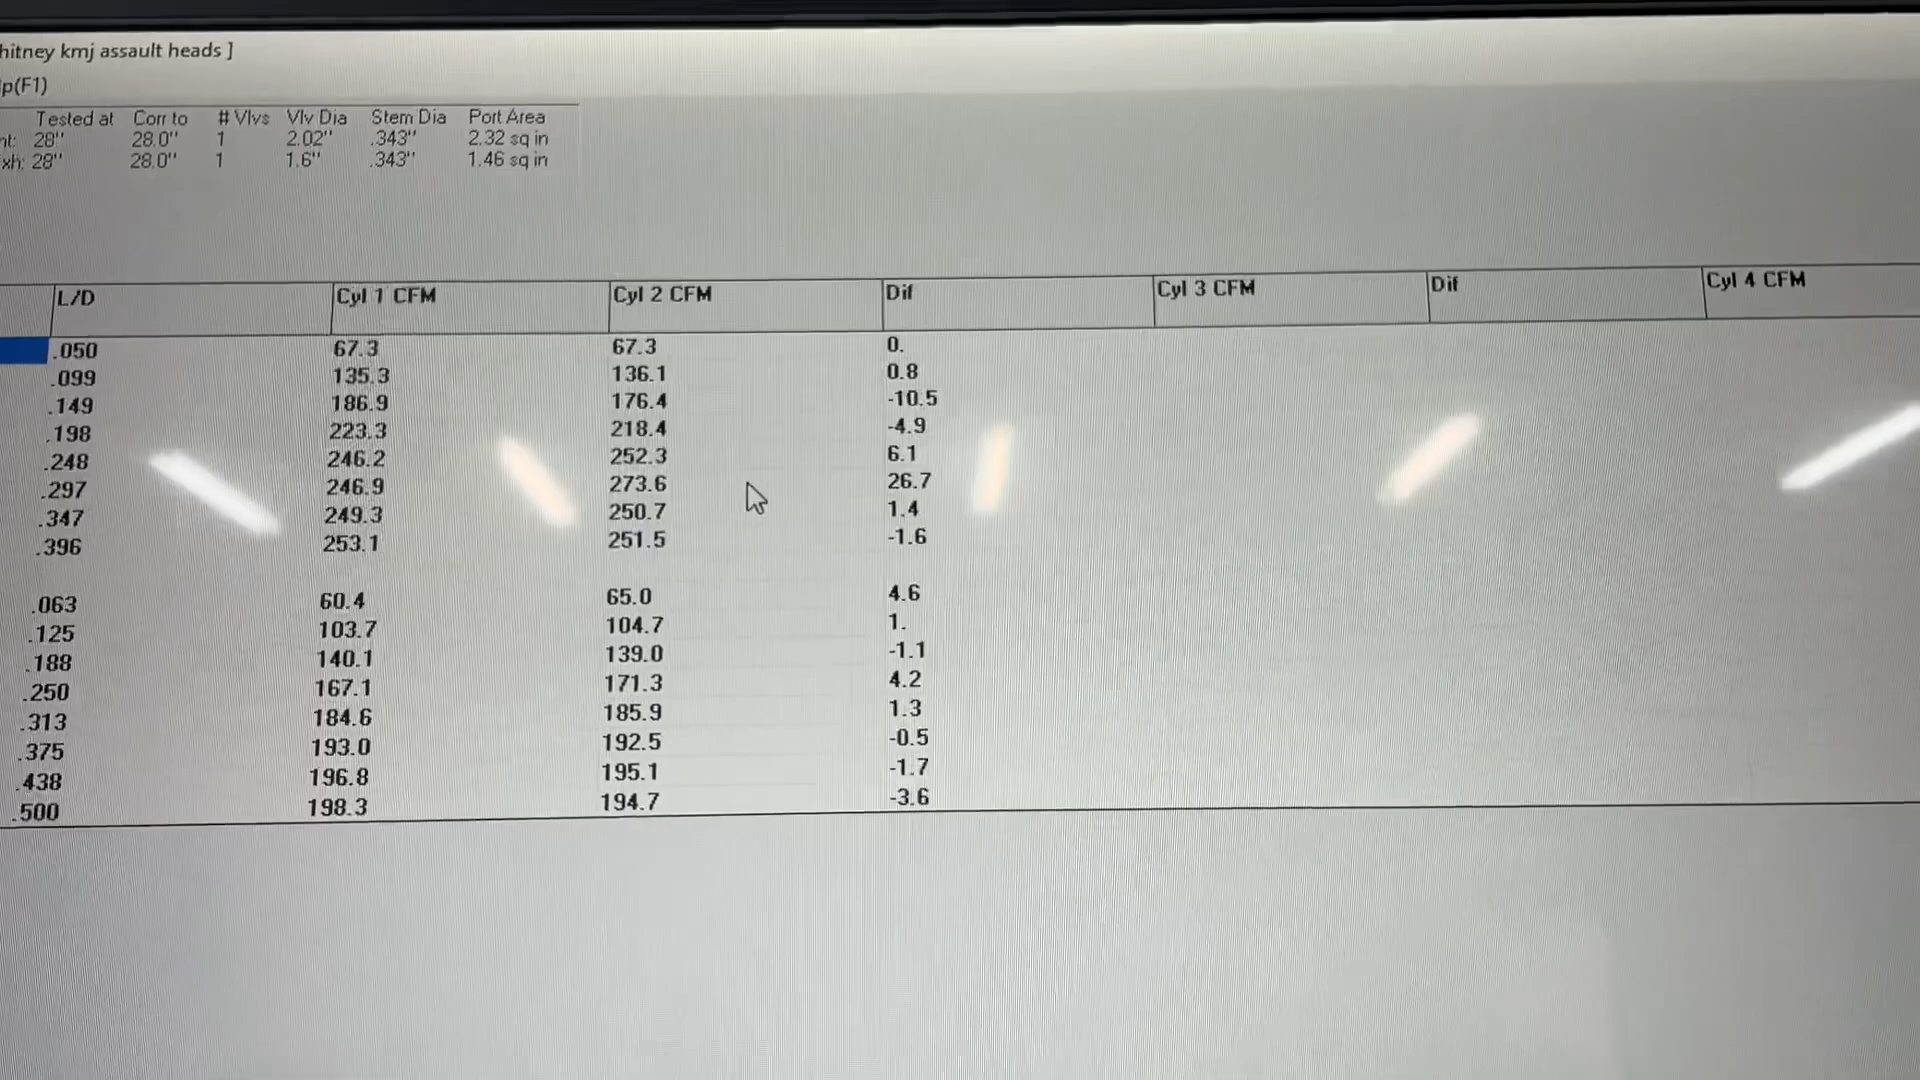 hitney kmj assault heads ]
lp(F1)
Tested at Corr to # Vlvs Vlv Dia Stem Dia Port Area
nt: 28" 28.0" 1 2.02" .343" 2.32 sq in
xh: 28" 28.0" 1 1.6" .343" 1.46 sq in
L/D Cyl 1 CFM Cyl 2 CFM Dif Cyl 3 CFM Dif Cyl 4 CFM
.050 67.3 67.3 0.
.099 135.3 136.1 0.8
.149 186.9 176.4 -10.5
.198 223.3 218.4 -4.9
.248 246.2 252.3 6.1
.297 246.9 273.6 26.7
.347 249.3 250.7 1.4
.396 253.1 251.5 -1.6
.063 60.4 65.0 4.6
.125 103.7 104.7 1.
.188 140.1 139.0 -1.1
.250 167.1 171.3 4.2
.313 184.6 185.9 1.3
.375 193.0 192.5 -0.5
.438 196.8 195.1 -1.7
.500 198.3 194.7 -3.6